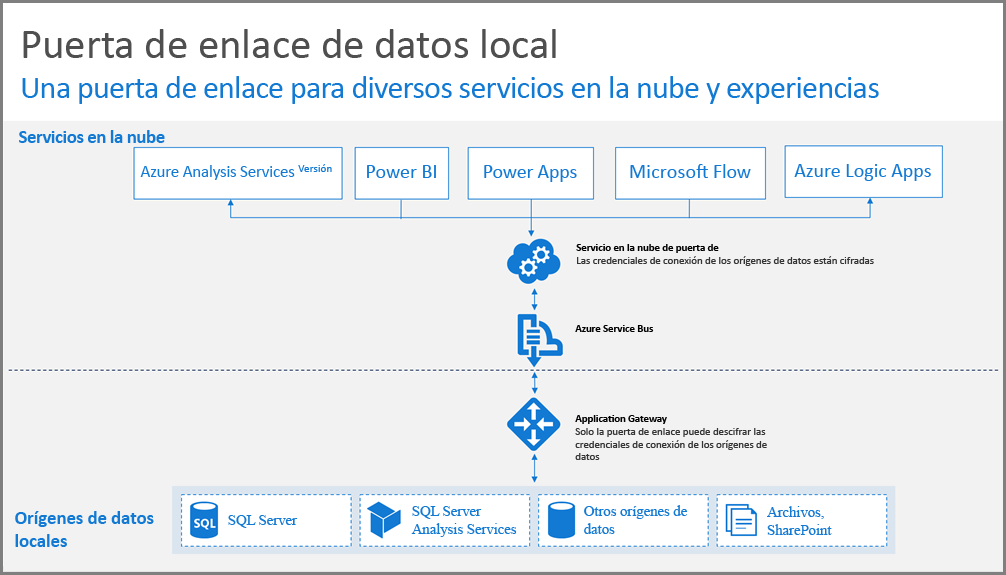 Puerta de enlace de datos local
Una puerta de enlace para diversos servicios en la nube y experiencias
Servicios en la nube
Azure Analysis Services Versión
Power BI
Power Apps
Microsoft Flow
Azure Logic Apps
Servicio en la nube de puerta de
Las credenciales de conexión de los orígenes de datos están cifradas
Azure Service Bus
Application Gateway
Solo la puerta de enlace puede descifrar las
credenciales de conexión de los orígenes de
datos
Orígenes de datos
locales
SQL
SQL Server
SQL Server
Analysis Services
Otros orígenes de
datos
Archivos,
SharePoint